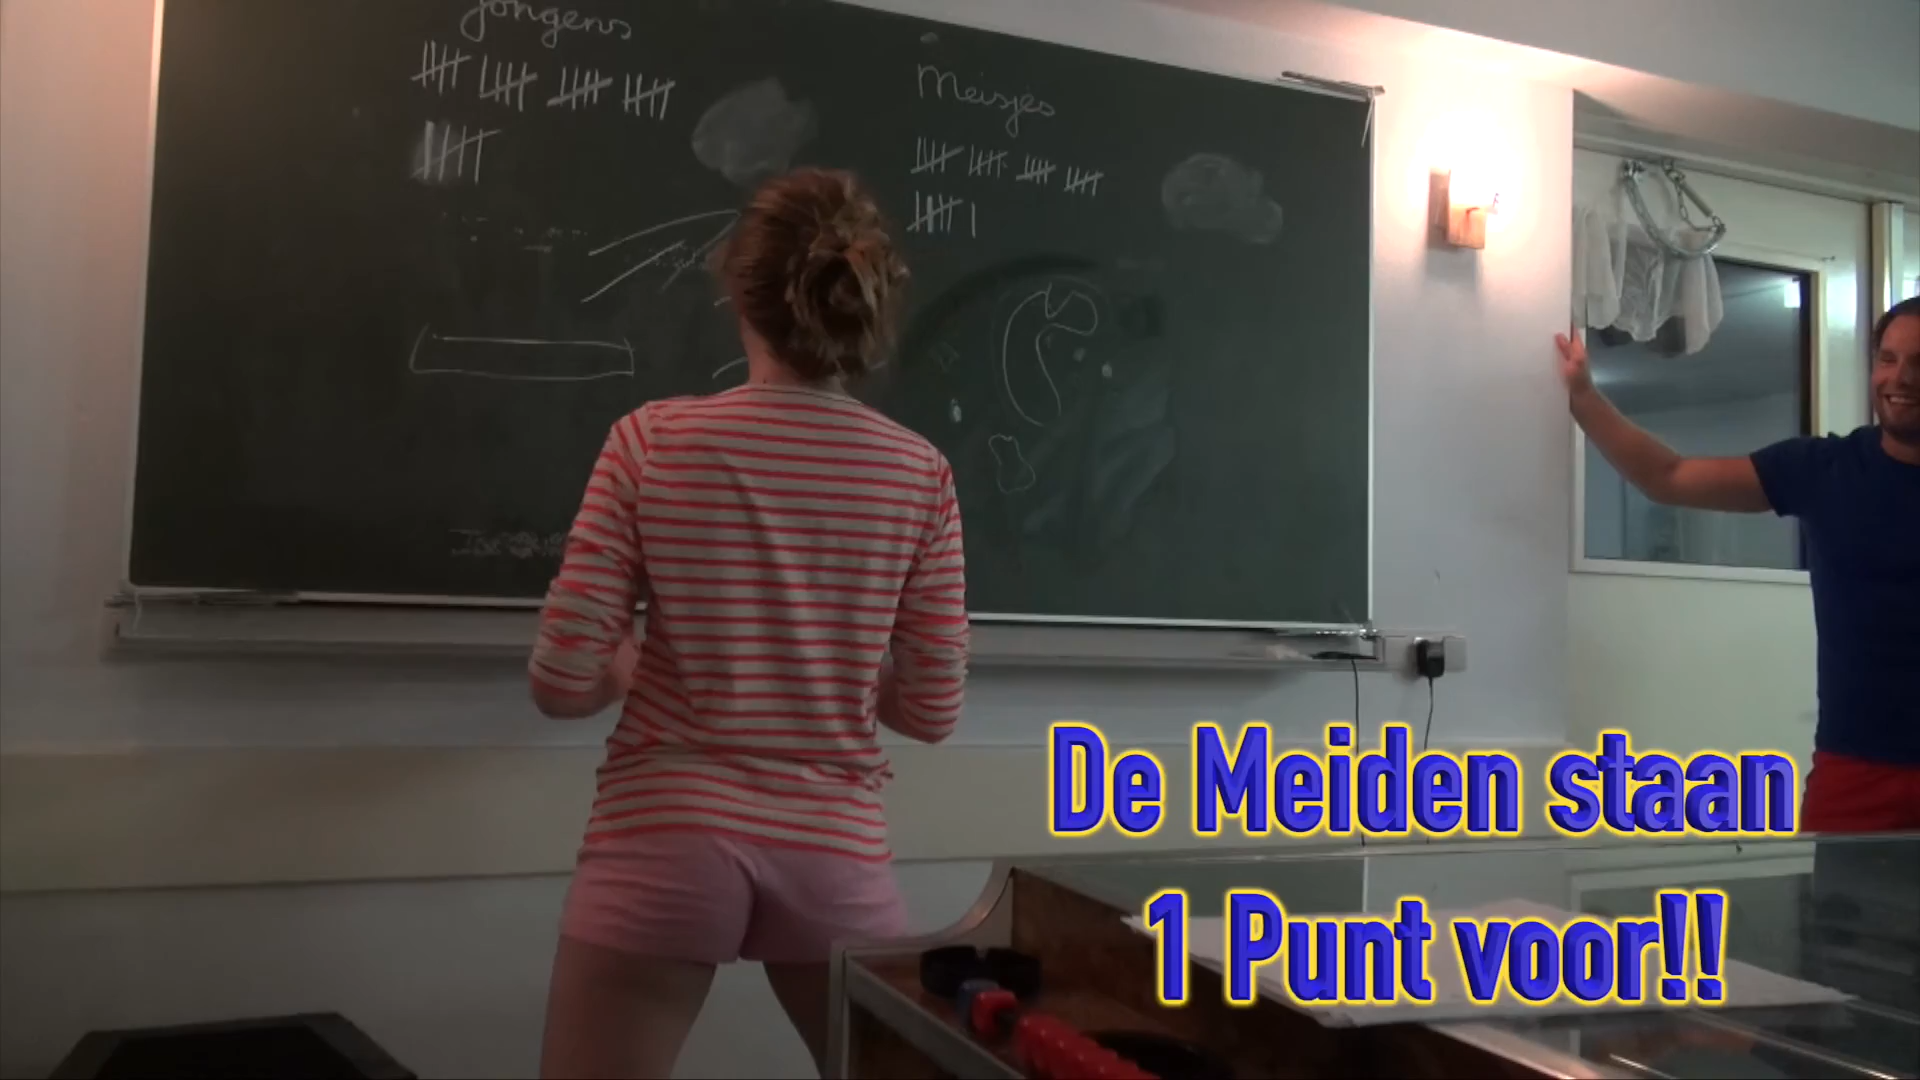 Jongens
Meisjes
De Meiden staan
1 Punt voor!!